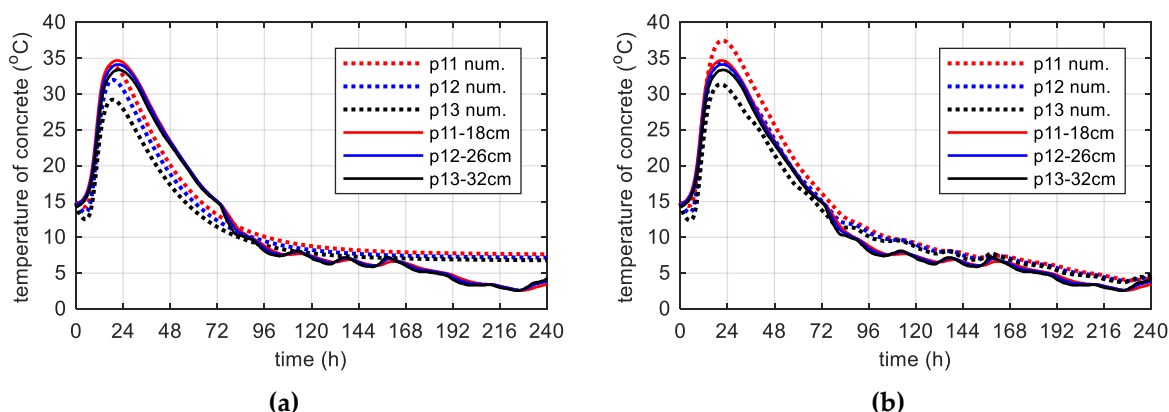 temperature of concrete (°C)
40
35
30
25
20
15
10
5
0
p11 num.
p12 num.
p13 num.
p11-18cm
p12-26cm
p13-32cm
0 24 48 72 96 120 144 168 192 216 240
time (h)
(a)
temperature of concrete (°C)
40
35
30
25
20
15
10
5
0
p11 num.
p12 num.
p13 num.
p11-18cm
p12-26cm
p13-32cm
0 24 48 72 96 120 144 168 192 216 240
time (h)
(b)